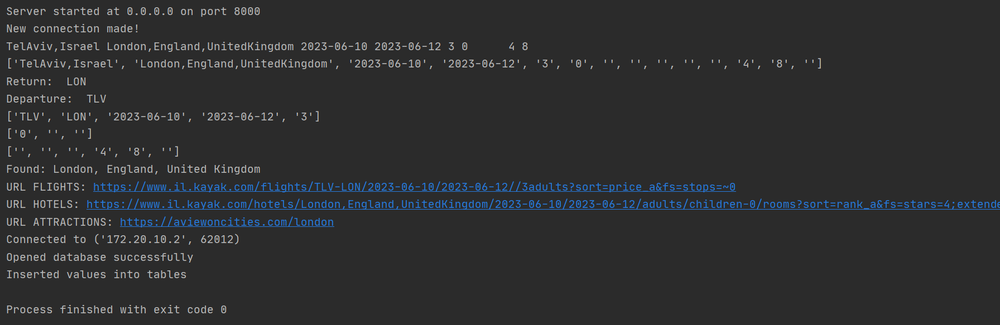 Server started at 0.0.0.0 on port 8000
New connection made!
TelAviv,Israel London,England,UnitedKingdom 2023-06-10 2023-06-12 3 0      4 8
['TelAviv,Israel', 'London,England,UnitedKingdom', '2023-06-10', '2023-06-12', '3', '0', '', '', '', '', '', '4', '8', '']
Return:  LON
Departure:  TLV
['TLV', 'LON', '2023-06-10', '2023-06-12', '3']
['0', '', '']
['', '', '', '4', '8', '']
Found: London, England, United Kingdom
URL FLIGHTS: https://www.il.kayak.com/flights/TLV-LON/2023-06-10/2023-06-12//3adults?sort=price_a&fs=stops=~0
URL HOTELS: https://www.il.kayak.com/hotels/London,England,UnitedKingdom/2023-06-10/2023-06-12/adults/children-0/rooms?sort=rank_a&fs=stars=4;extende
URL ATTRACTIONS: https://aviewoncities.com/london
Connected to ('172.20.10.2', 62012)
Opened database successfully
Inserted values into tables
Process finished with exit code 0